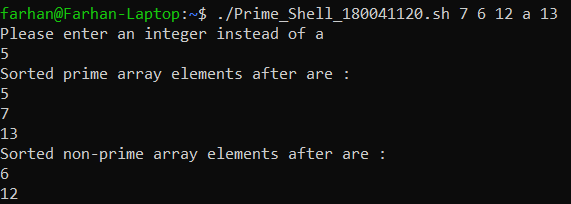 farhan@Farhan-Laptop:~$ ./Prime_Shell_180041120.sh 7 6 12 a 13
Please enter an integer instead of a
5
Sorted prime array elements after are :
5
7
13
Sorted non-prime array elements after are :
6
12